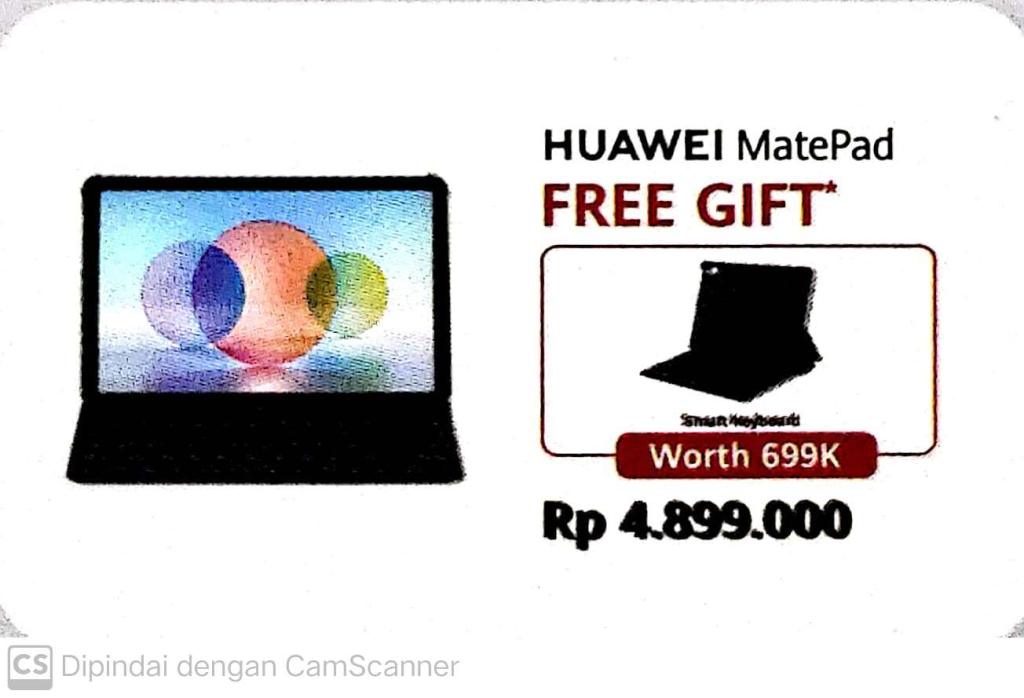 HUAWEI MatePad
FREE GIFT*
Smart Keyboard
Worth 699K
Rp 4.899.000
CS Dipindai dengan CamScanner